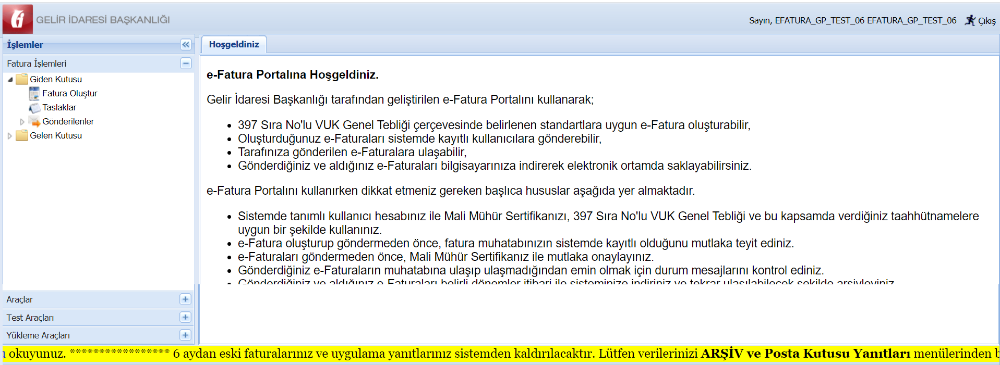 GELİR İDARESİ BAŞKANLIĞI
Sayın, EFATURA_GP_TEST_06 EFATURA_GP_TEST_06 Çıkış
İşlemler
Fatura İşlemleri
Giden Kutusu
Fatura Oluştur
Taslaklar
Gönderilenler
Gelen Kutusu
Araçlar
Test Araçları
Yükleme Araçları
Hoşgeldiniz
e-Fatura Portalına Hoşgeldiniz.
Gelir İdaresi Başkanlığı tarafından geliştirilen e-Fatura Portalını kullanarak;
• 397 Sıra No'lu VUK Genel Tebliği çerçevesinde belirlenen standartlara uygun e-Fatura oluşturabilir,
• Oluşturduğunuz e-Faturaları sistemde kayıtlı kullanıcılara gönderebilir,
• Tarafınıza gönderilen e-Faturalara ulaşabilir,
• Gönderdiğiniz ve aldığınız e-Faturaları bilgisayarınıza indirerek elektronik ortamda saklayabilirsiniz.
e-Fatura Portalını kullanırken dikkat etmeniz gereken başlıca hususlar aşağıda yer almaktadır.
• Sistemde tanımlı kullanıcı hesabınız ile Mali Mühür Sertifikanızı, 397 Sıra No'lu VUK Genel Tebliği ve bu kapsamda verdiğiniz taahhütnamelere
uygun bir şekilde kullanınız.
• e-Fatura oluşturup göndermeden önce, fatura muhatabınızın sistemde kayıtlı olduğunu mutlaka teyit ediniz.
• e-Faturaları göndermeden önce, Mali Mühür Sertifikanız ile mutlaka onaylayınız.
• Gönderdiğiniz e-Faturaların muhatabına ulaşıp ulaşmadığından emin olmak için durum mesajlarını kontrol ediniz.
• Gönderdiğiniz ve aldığınız e-Faturaları belirli dönemler itibari ile sisteminize indiriniz ve tekrar ulaşılabilecek şekilde arşivleyiniz.
okuyunuz. ***************** 6 aydan eski faturalarınız ve uygulama yanıtlarınız sistemden kaldırılacaktır. Lütfen verilerinizi ARŞİV ve Posta Kutusu Yanıtları menülerinden